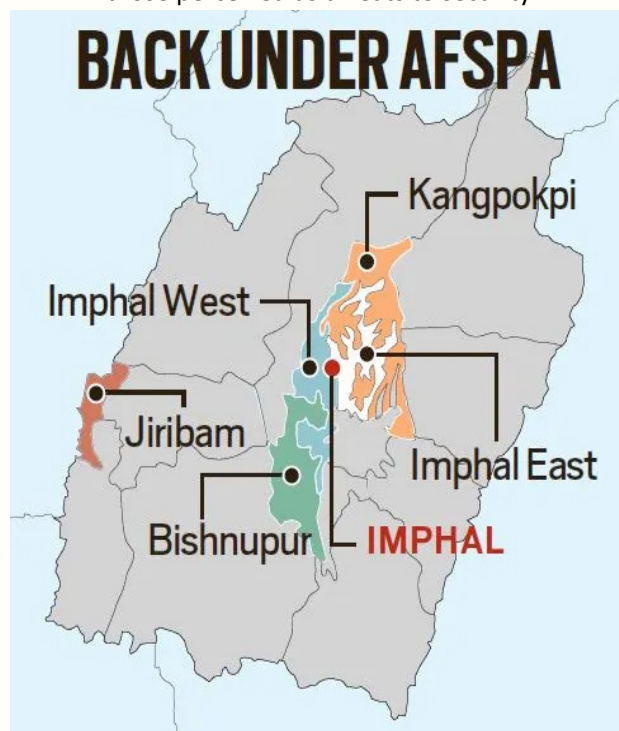 BACK UNDER AFSPA
Kangpokpi
Imphal West
Jiribam
Imphal East
Bishnupur
IMPHAL